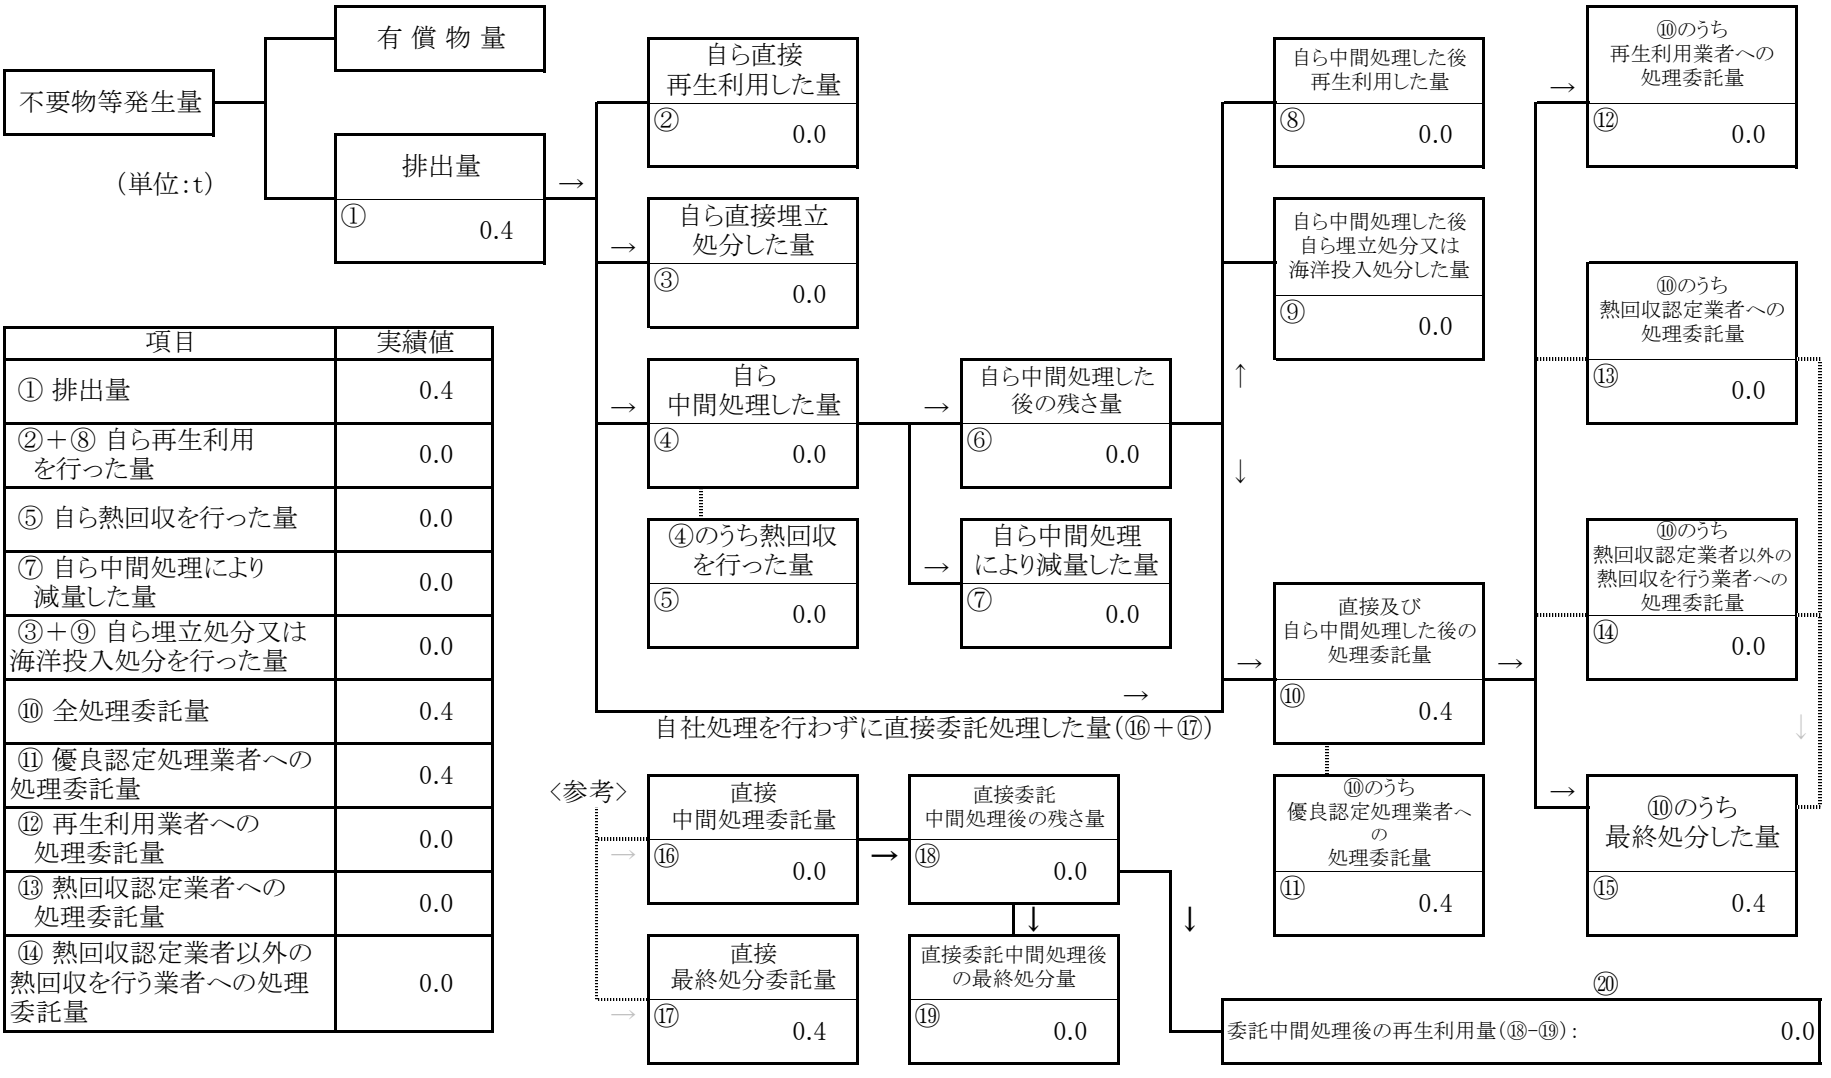 不要物等発生量
(単位:t)
有償物量
排出量
① 0.4
→
自ら直接
再生利用した量
② 0.0
→
自ら直接埋立
処分した量
③ 0.0
→
自ら
中間処理した量
④ 0.0
④のうち熱回収
を行った量
⑤ 0.0
→
自ら中間処理した
後の残さ量
⑥ 0.0
→
自ら中間処理
により減量した量
⑦ 0.0
↑
↓
自ら中間処理した後
再生利用した量
⑧ 0.0
自ら中間処理した後
自ら埋立処分又は
海洋投入処分した量
⑨ 0.0
→
自社処理を行わずに直接委託処理した量(⑯+⑰)
→
直接及び
自ら中間処理した後の
処理委託量
⑩ 0.4
→
⑩のうち
優良認定処理業者へ
の
処理委託量
⑪ 0.4
→
⑩のうち
再生利用業者への
処理委託量
⑫ 0.0
⑩のうち
熱回収認定業者への
処理委託量
⑬ 0.0
⑩のうち
熱回収認定業者以外の
熱回収を行う業者への
処理委託量
⑭ 0.0
↓
→
⑩のうち
最終処分した量
⑮ 0.4
項目 実績値
① 排出量 0.4
②+⑧ 自ら再生利用
を行った量 0.0
⑤ 自ら熱回収を行った量 0.0
⑦ 自ら中間処理により
減量した量 0.0
③+⑨ 自ら埋立処分又は
海洋投入処分を行った量 0.0
⑩ 全処理委託量 0.4
⑪ 優良認定処理業者への
処理委託量 0.4
⑫ 再生利用業者への
処理委託量 0.0
⑬ 熱回収認定業者への
処理委託量 0.0
⑭ 熱回収認定業者以外の
熱回収を行う業者への処理
委託量 0.0
<参考>
→
直接
中間処理委託量
⑯ 0.0
→
直接委託
中間処理後の残さ量
⑱ 0.0
↓
↓
→
直接
最終処分委託量
⑰ 0.4
直接委託中間処理後
の最終処分量
⑲ 0.0
⑳
委託中間処理後の再生利用量(⑱-⑲): 0.0